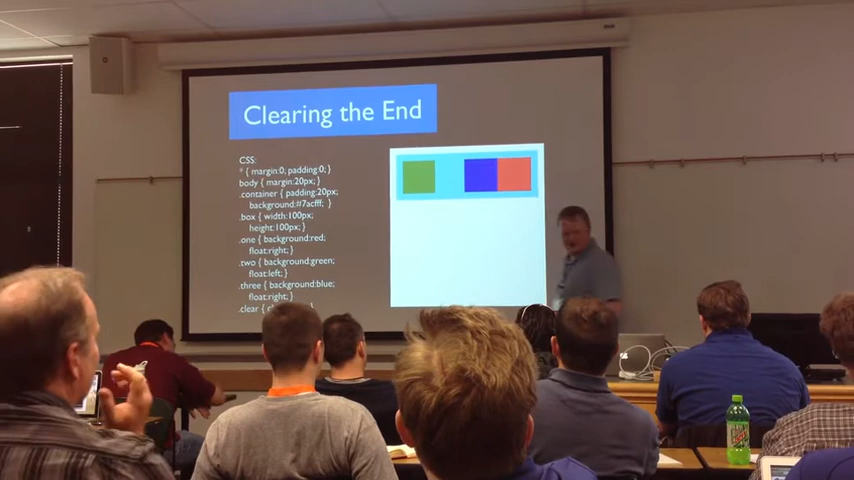 Clearing the End
CSS:
* { margin:0, padding:0; }
body { margin:20px; }
.container { padding:20px;
background:#7acfff; }
.box { width:100px;
height:100px; }
.one { background:red;
float:right; }
.two { background:green;
float:left; }
.three { background:blue;
float:right; }
.clear {